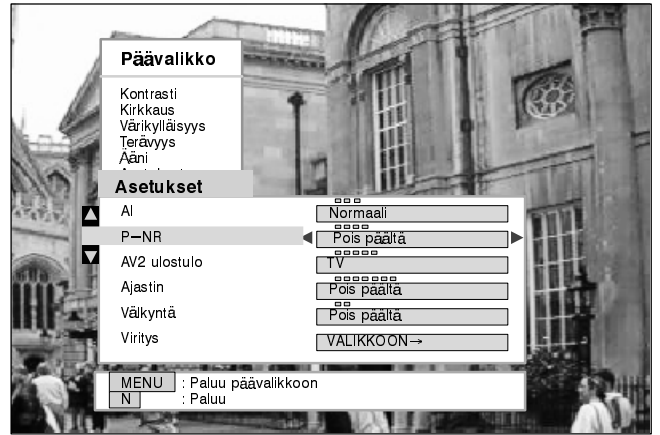 Päävalikko
Kontrasti
Kirkkaus
Värikylläisyys
Terävyys
Ääni
Asetukset
AI Normaali
P-NR Pois päältä
AV2 ulostulo TV
Ajastin Pois päältä
Välkyntä Pois päältä
Viritys VALIKKOON→
MENU : Paluu päävalikkoon
N : Paluu